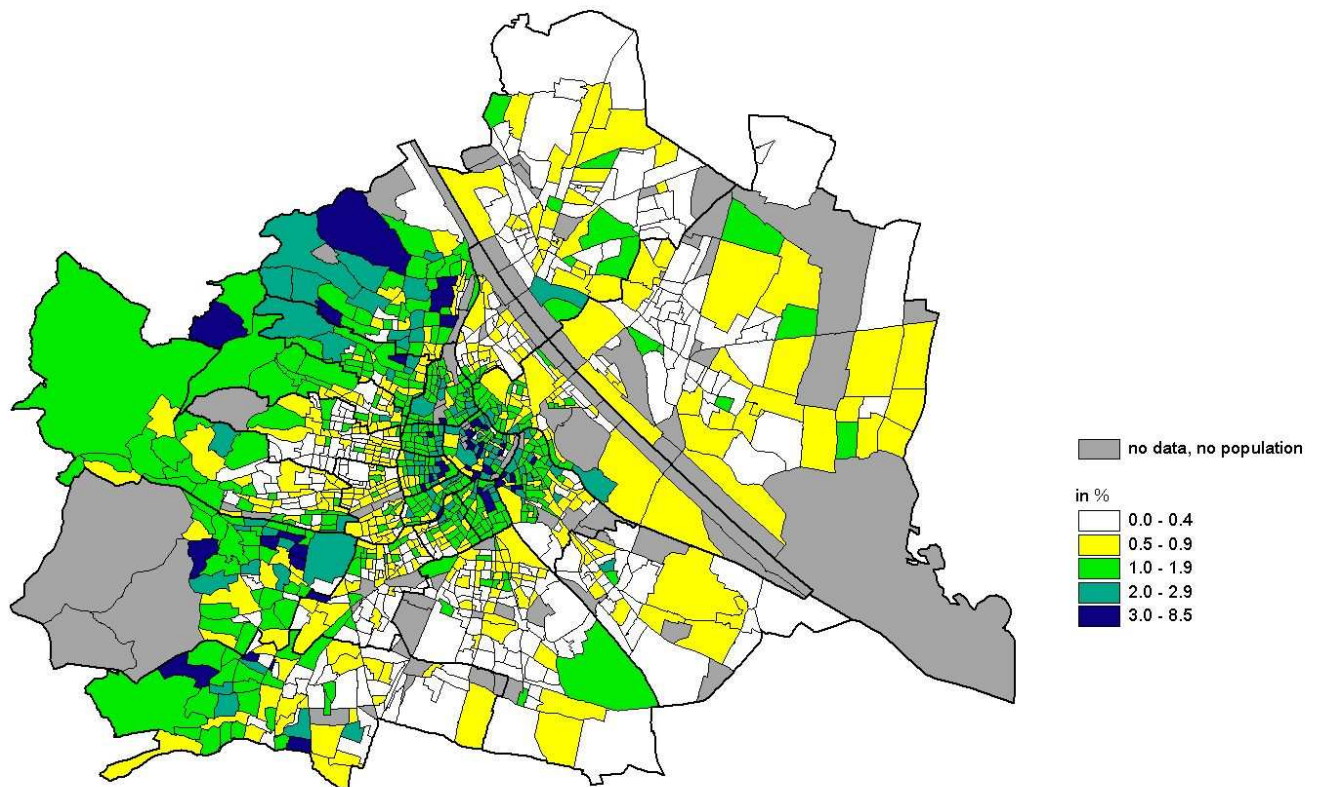 no data, no population
in %
0.0 - 0.4
0.5 - 0.9
1.0 - 1.9
2.0 - 2.9
3.0 - 8.5